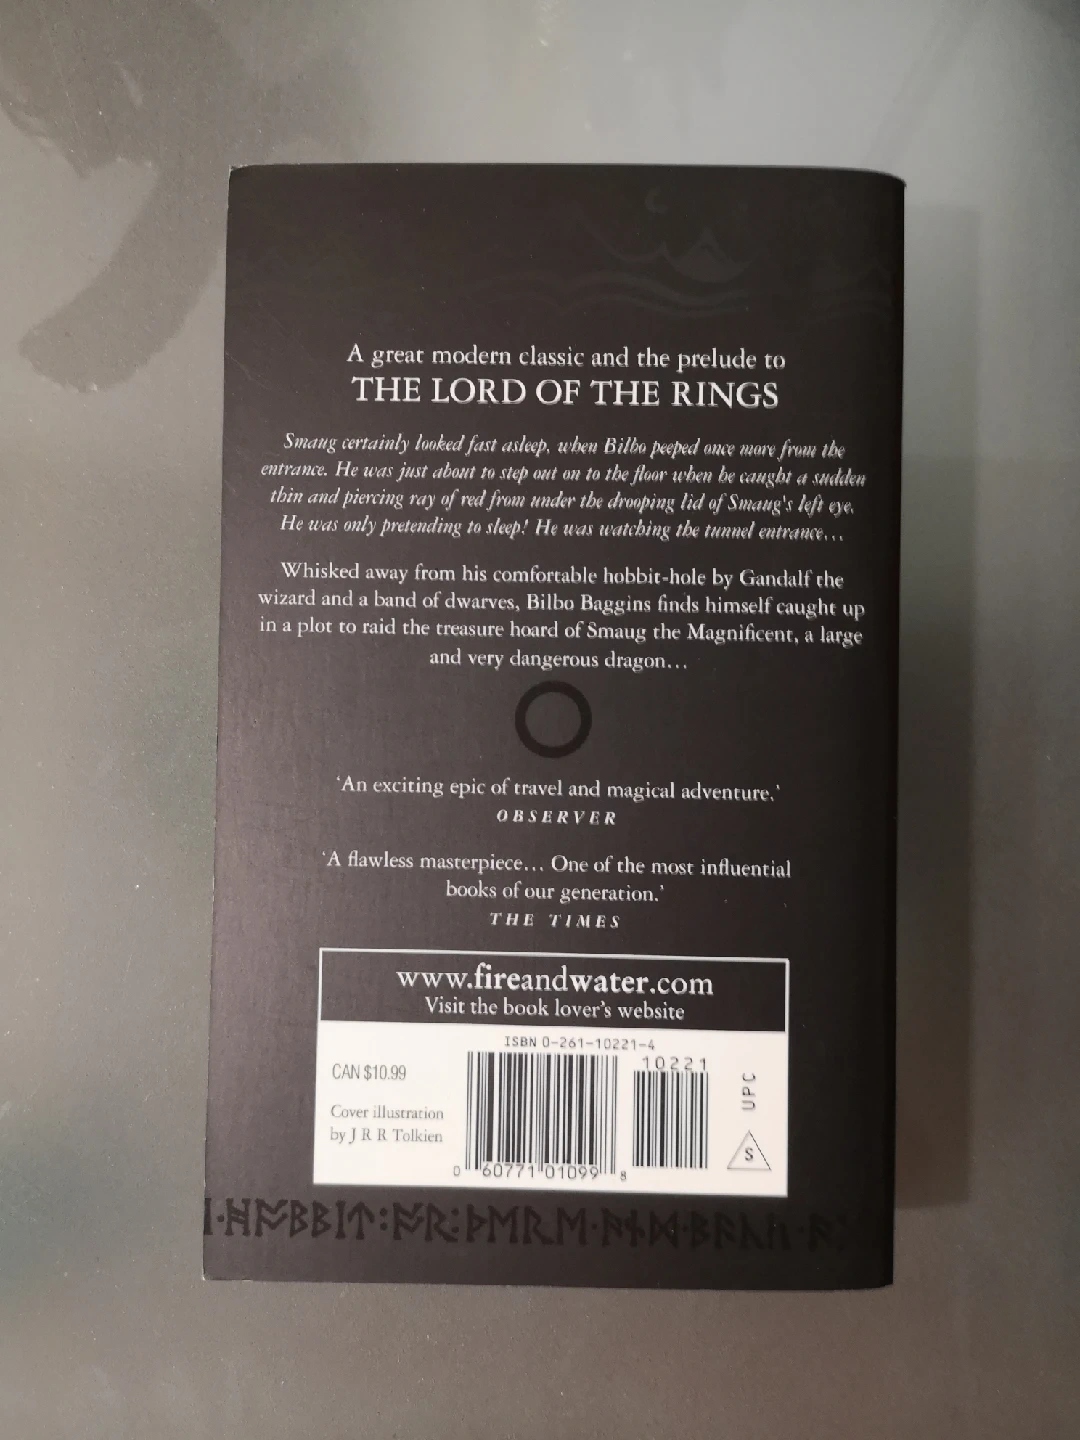 A great modern classic and the prelude to
THE LORD OF THE RINGS
Smaug certainly looked fast asleep, when Bilbo peeped once more from the
entrance. He was just about to step out on to the floor when he caught a sudden
thin and piercing ray of red from under the drooping lid of Smaug's left eye.
He was only pretending to sleep! He was watching the tunnel entrance...
Whisked away from his comfortable hobbit-hole by Gandalf the
wizard and a band of dwarves, Bilbo Baggins finds himself caught up
in a plot to raid the treasure hoard of Smaug the Magnificent, a large
and very dangerous dragon...
'An exciting epic of travel and magical adventure.'
OBSERVER
'A flawless masterpiece... One of the most influential
books of our generation.'
THE TIMES
www.fireandwater.com
Visit the book lover's website
ISBN 0-261-10221-4
CAN $10.99
Cover illustration
by J R R Tolkien
0 60771 01099 8
10221
UPC
S
ᛁ·ᚻᚩᛒᛒᛁᛏ:ᚩᚱ:ᚦᛖᚱᛖ·ᚪᚾᛞ·ᛒᚪᚳᛁ